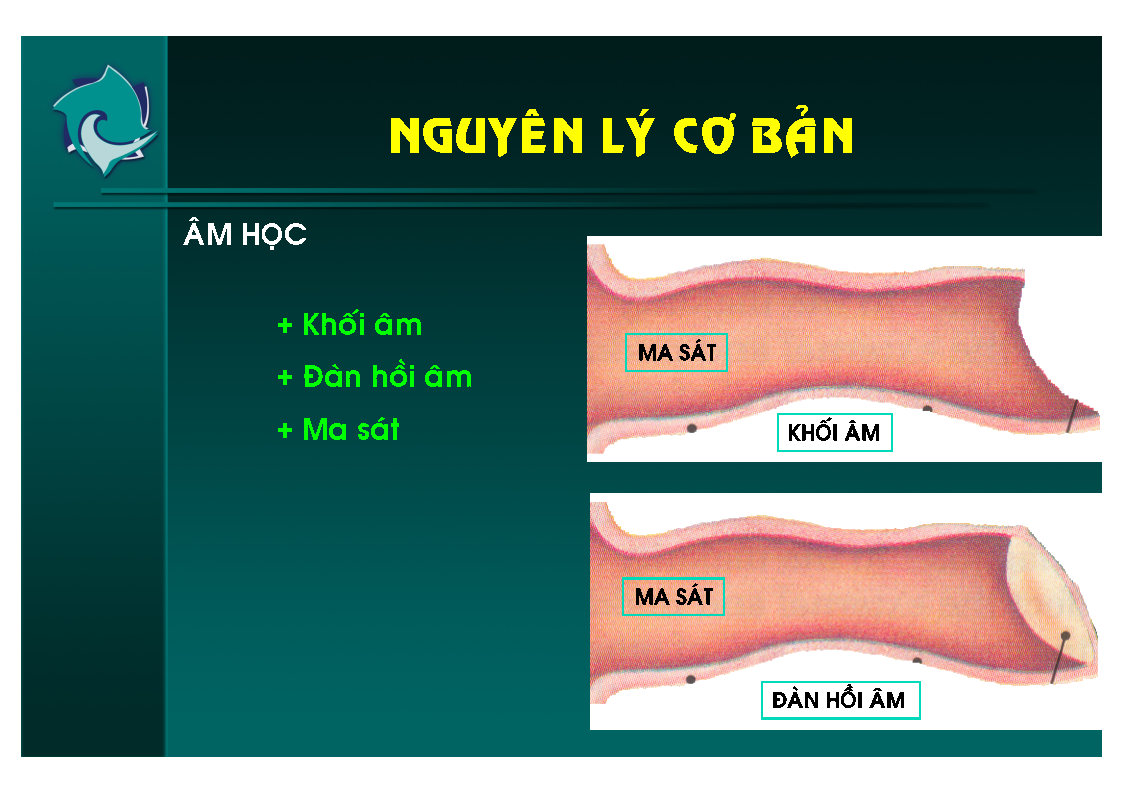 NGUYÊN LÝ CƠ BẢN
ÂM HỌC
+ Khối âm
+ Đàn hồi âm
+ Ma sát
MA SÁT
KHỐI ÂM
MA SÁT
ĐÀN HỒI ÂM